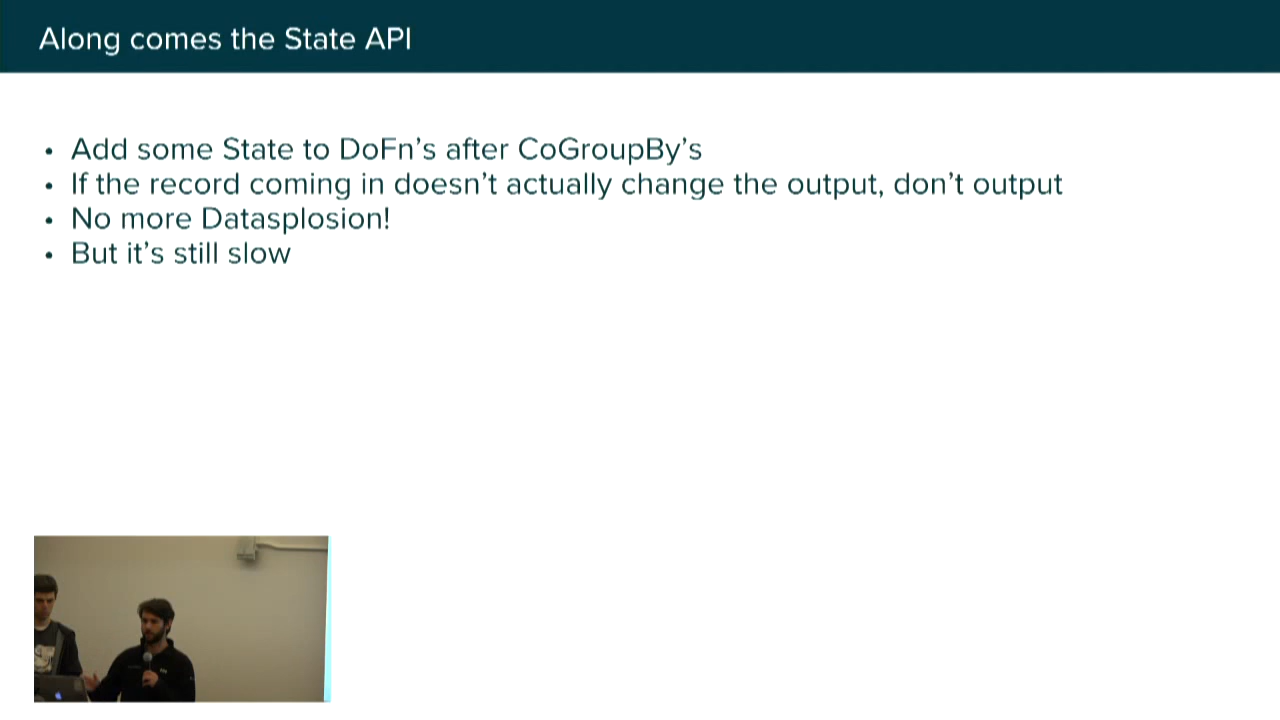 Along comes the State API
• Add some State to DoFn's after CoGroupBy's
• If the record coming in doesn't actually change the output, don't output
• No more Datasplosion!
• But it's still slow